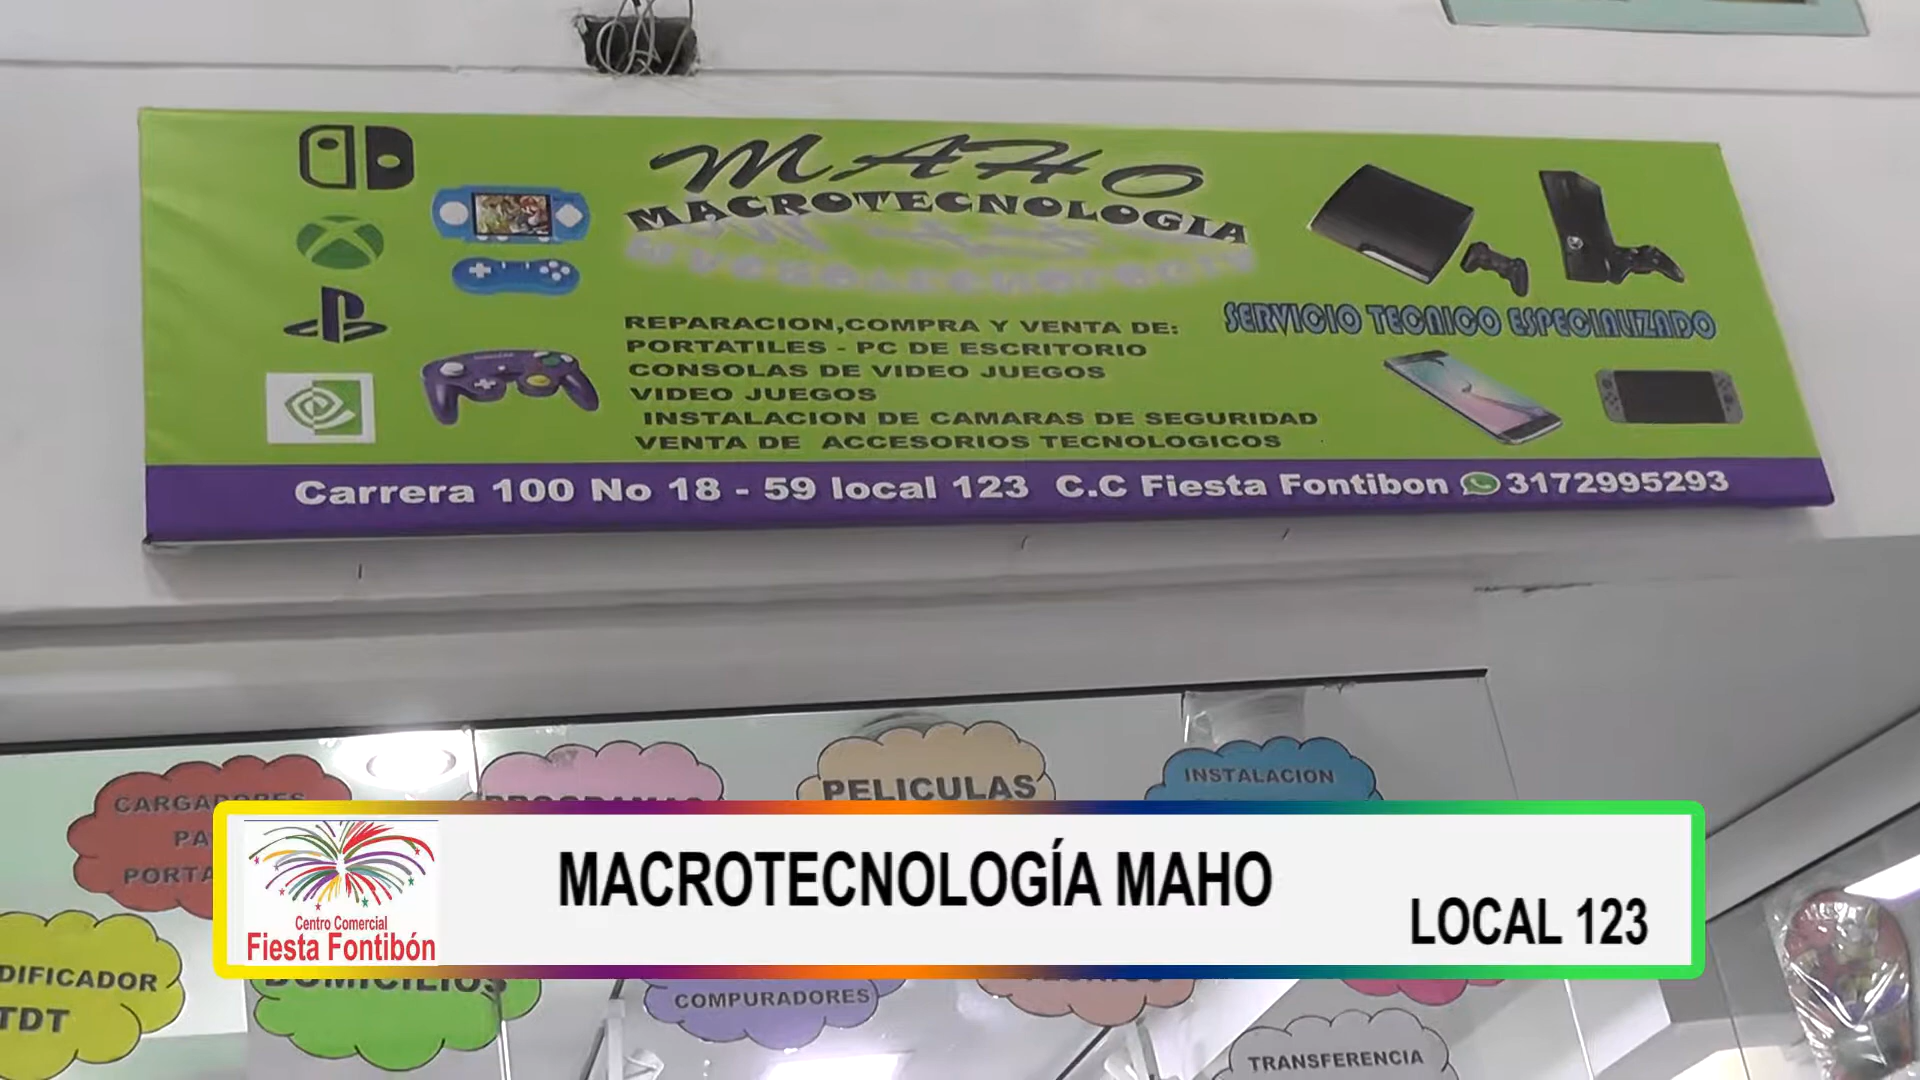 MAHO
MACROTECNOLOGIA
REPARACION,COMPRA Y VENTA DE:
PORTATILES - PC DE ESCRITORIO
CONSOLAS DE VIDEO JUEGOS
VIDEO JUEGOS
INSTALACION DE CAMARAS DE SEGURIDAD
VENTA DE ACCESORIOS TECNOLOGICOS
SERVICIO TECNICO ESPECIALIZADO
Carrera 100 No 18 - 59 local 123 C.C Fiesta Fontibon 3172995293
CARGADORES
PELICULAS
INSTALACION
MACROTECNOLOGÍA MAHO
LOCAL 123
Centro Comercial
Fiesta Fontibón
DIFICADOR
TDT
DOMICILIOS
COMPURADORES
TRANSFERENCIA